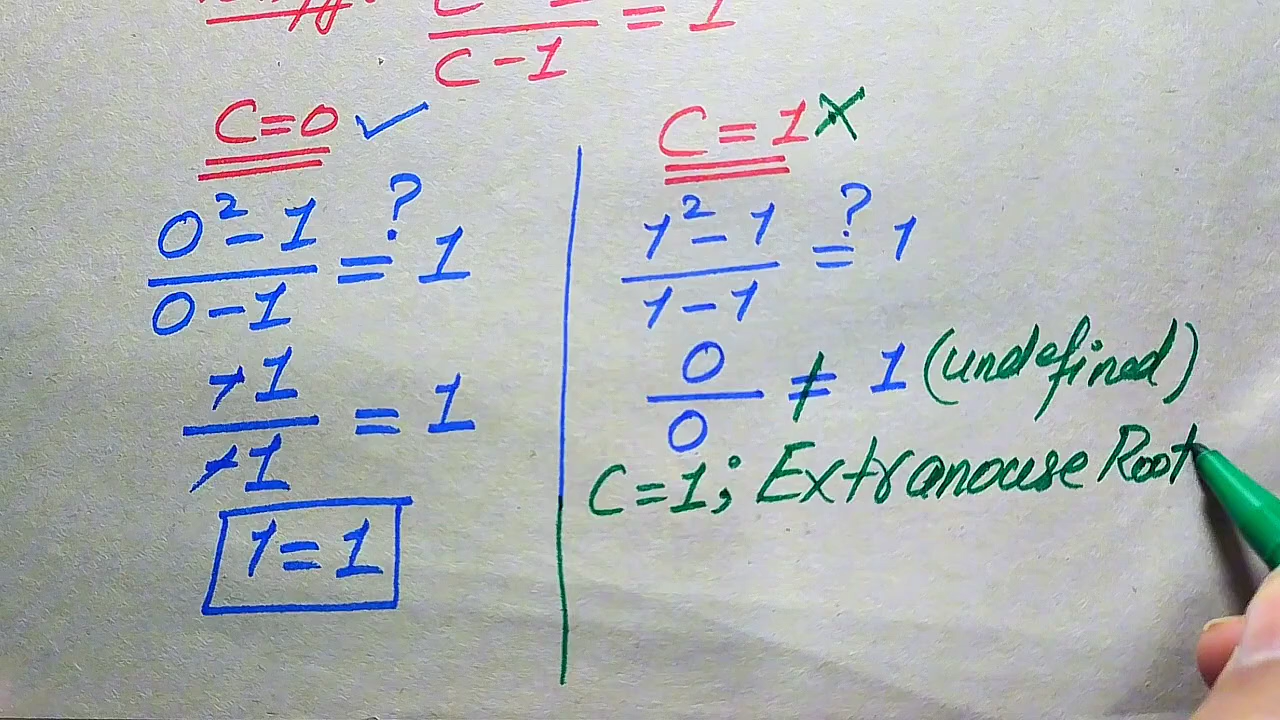 = 1
C-1
C=0 ✓
0² - 1 =? 1
0 - 1
-1 = 1
-1
1 = 1
C = 1 ✗
1² - 1 =? 1
1 - 1
0 ≠ 1 (undefined)
0
C = 1; Extranouse Root